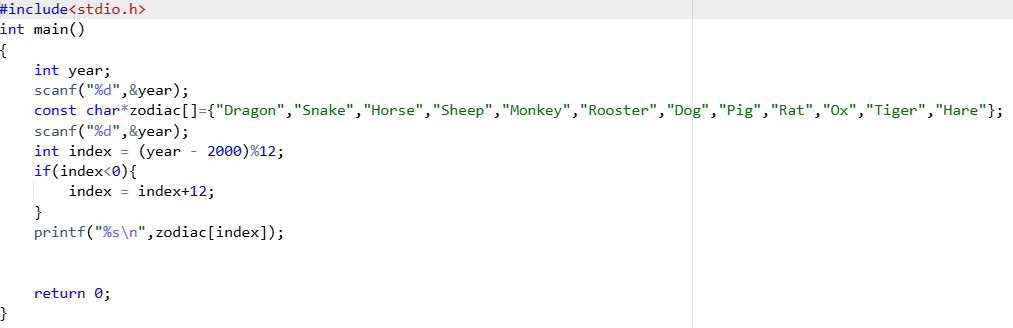 #include<stdio.h>
int main()
{
    int year;
    scanf("%d",&year);
    const char*zodiac[]={"Dragon","Snake","Horse","Sheep","Monkey","Rooster","Dog","Pig","Rat","Ox","Tiger","Hare"};
    scanf("%d",&year);
    int index = (year - 2000)%12;
    if(index<0){
        index = index+12;
    }
    printf("%s\n",zodiac[index]);
    return 0;
}